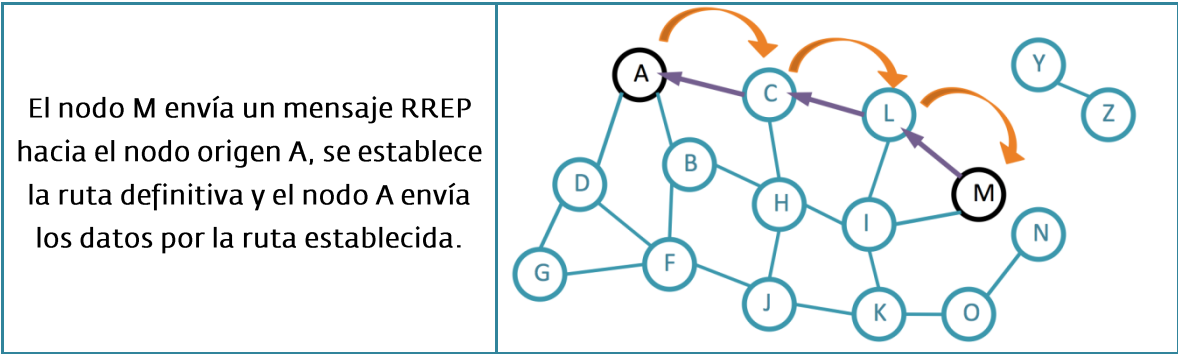 El nodo M envía un mensaje RREP
hacia el nodo origen A, se establece
la ruta definitiva y el nodo A envía
los datos por la ruta establecida.
A
C
L
Y
Z
D
B
H
I
M
N
G
F
J
K
O